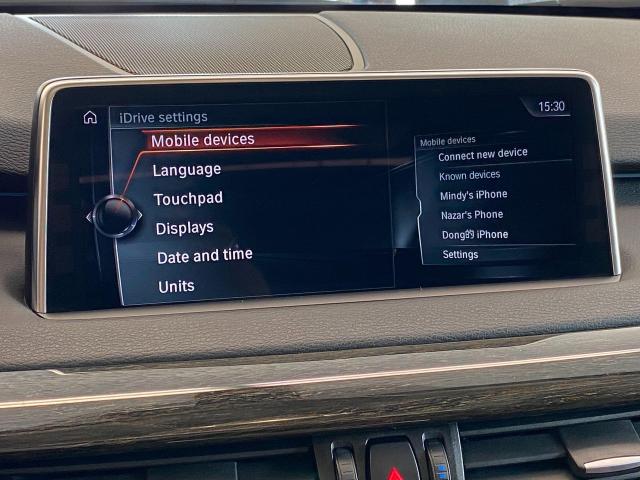 iDrive settings
15:30
Mobile devices
Language
Touchpad
Displays
Date and time
Units
Mobile devices
Connect new device
Known devices
Mindy's iPhone
Nazar's Phone
iPhone
Settings